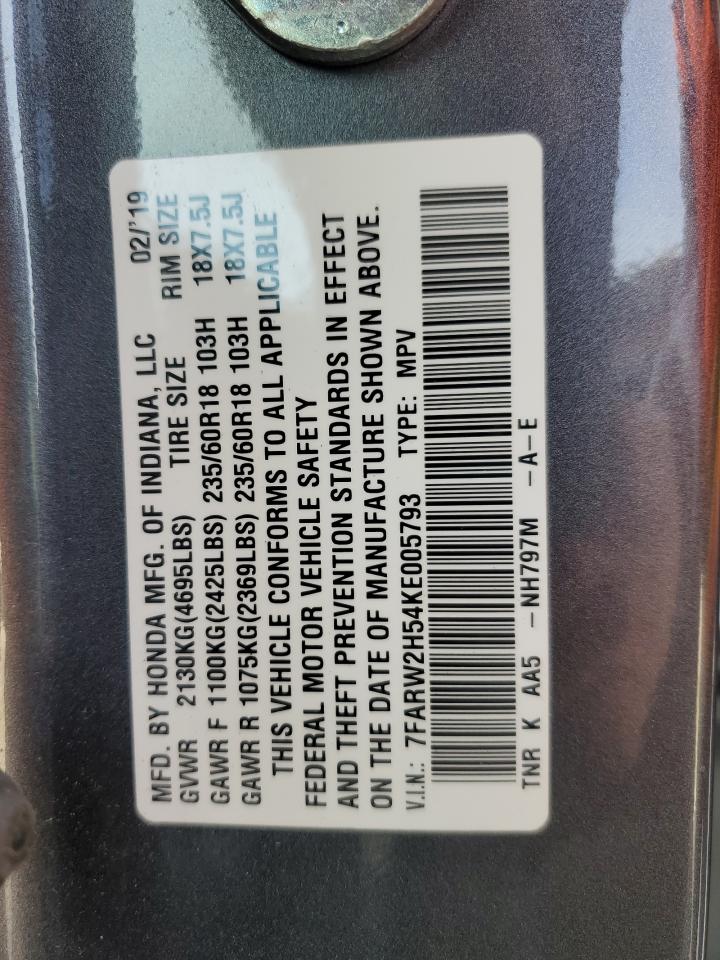 MFD. BY HONDA MFG. OF INDIANA, LLC 02/'19
GVWR 2130KG(4695LBS) TIRE SIZE RIM SIZE
GAWR F 1100KG(2425LBS) 235/60R18 103H 18X7.5J
GAWR R 1075KG(2369LBS) 235/60R18 103H 18X7.5J
THIS VEHICLE CONFORMS TO ALL APPLICABLE
FEDERAL MOTOR VEHICLE SAFETY
AND THEFT PREVENTION STANDARDS IN EFFECT
ON THE DATE OF MANUFACTURE SHOWN ABOVE.
V.I.N.: 7FARW2H54KE005793 TYPE: MPV
TNR K AA5 -NH797M -A-E